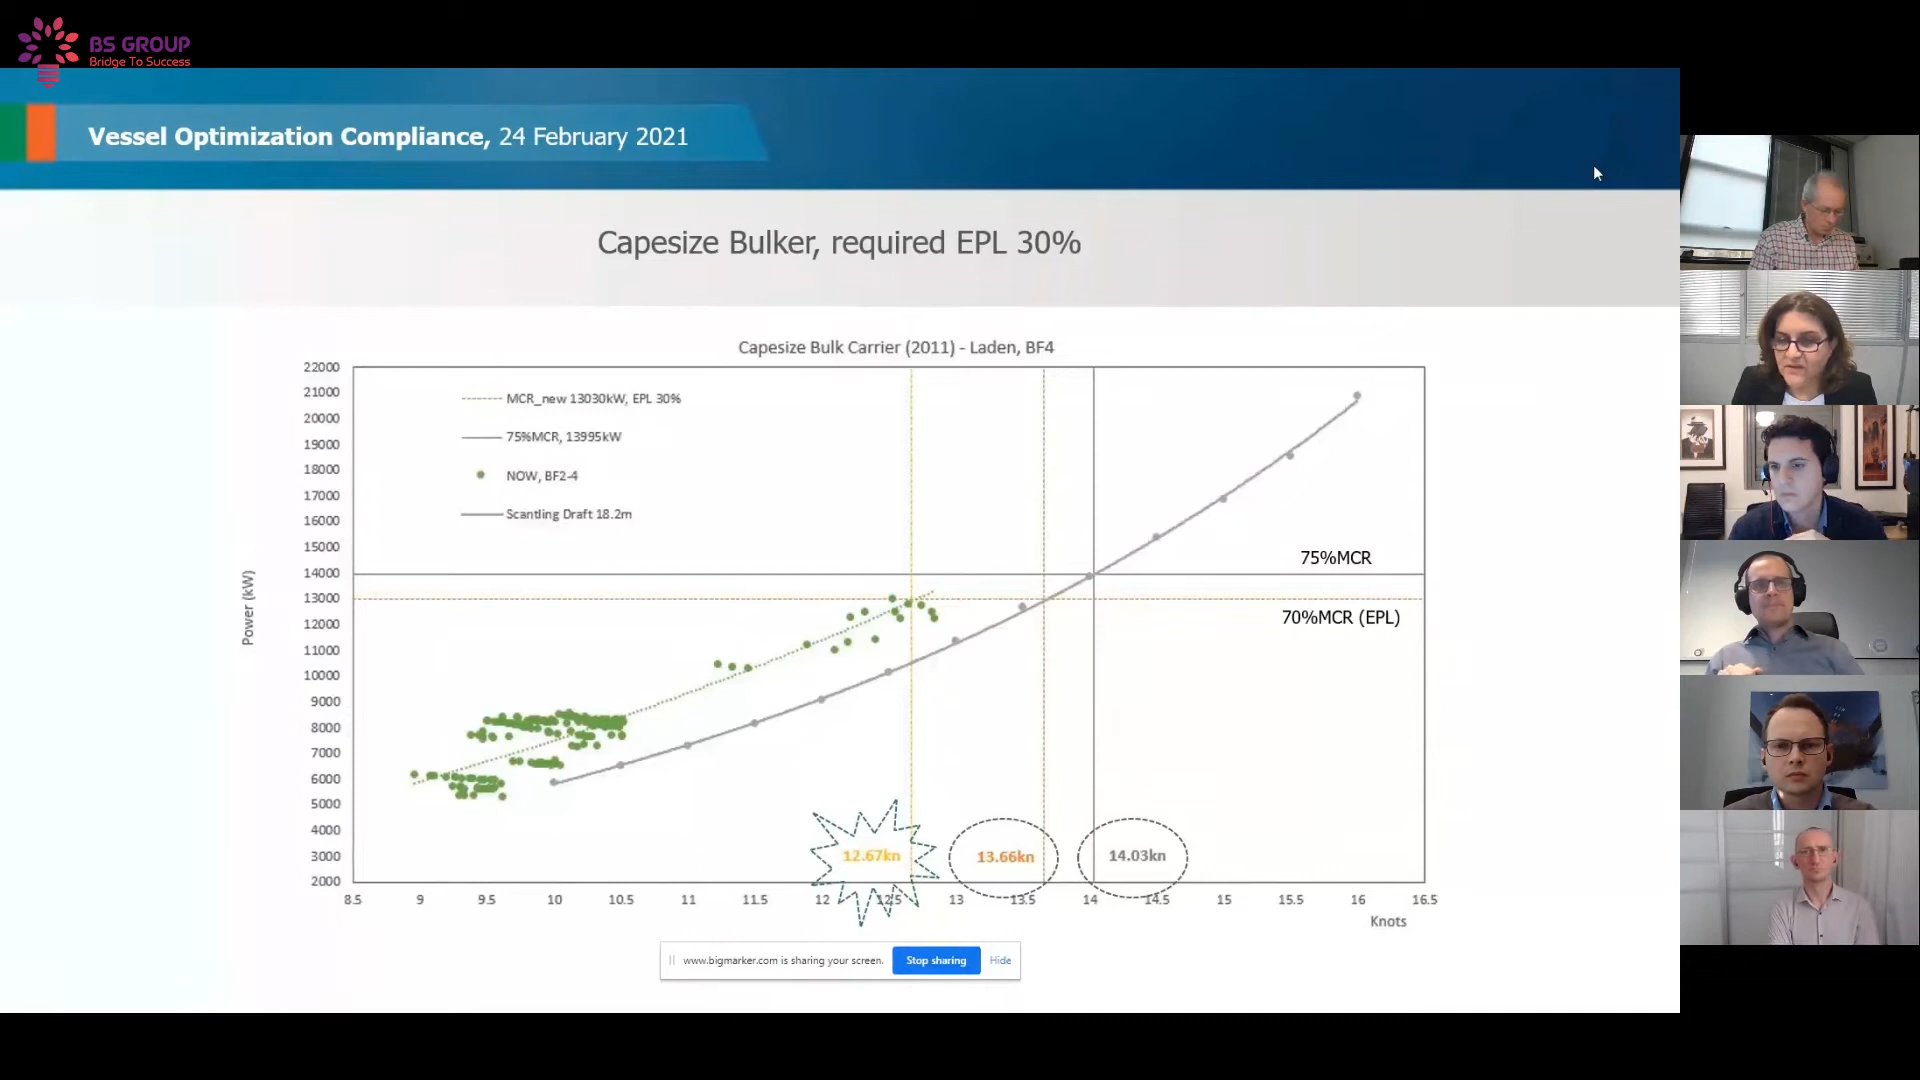 BS GROUP
Bridge To Success
Vessel Optimization Compliance, 24 February 2021
Capesize Bulker, required EPL 30%
Capesize Bulk Carrier (2011) - Laden, BF4
22000
21000
20000
19000
18000
17000
16000
15000
14000
13000
12000
11000
10000
9000
8000
7000
6000
5000
4000
3000
2000
Power (kW)
MCR_new 13030kW, EPL 30%
75%MCR, 13995kW
NOW, BF2-4
Scantling Draft 18.2m
75%MCR
70%MCR (EPL)
12.67kn 13.66kn 14.03kn
8.5 9 9.5 10 10.5 11 11.5 12 12.5 13 13.5 14 14.5 15 15.5 16 16.5
Knots
www.bigmarker.com is sharing your screen. Stop sharing Hide